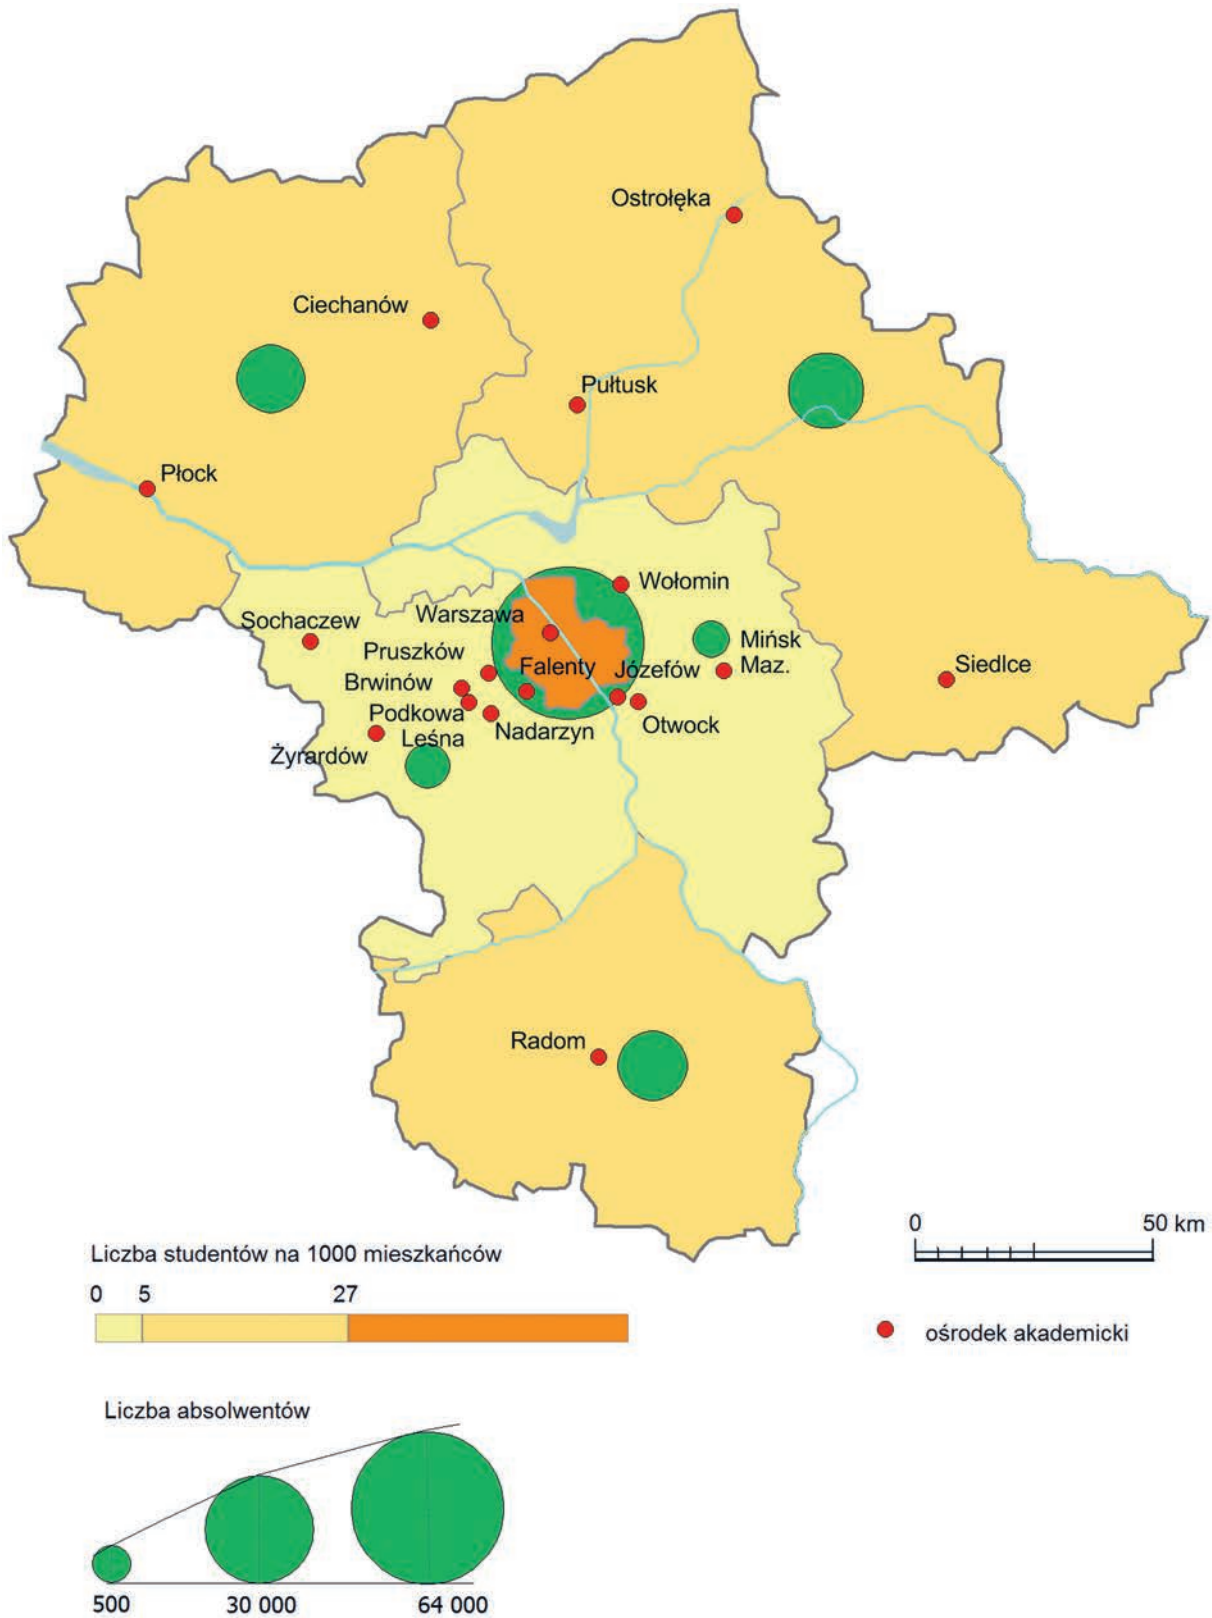 Ostrołęka
Ciechanów
Pułtusk
Płock
Wołomin
Sochaczew
Warszawa
Mińsk
Maz.
Pruszków
Falenty
Józefów
Siedlce
Brwinów
Podkowa
Leśna
Nadarzyn
Otwock
Żyrardów
Radom
0 50 km
Liczba studentów na 1000 mieszkańców
0 5 27
ośrodek akademicki
Liczba absolwentów
500 30 000 64 000